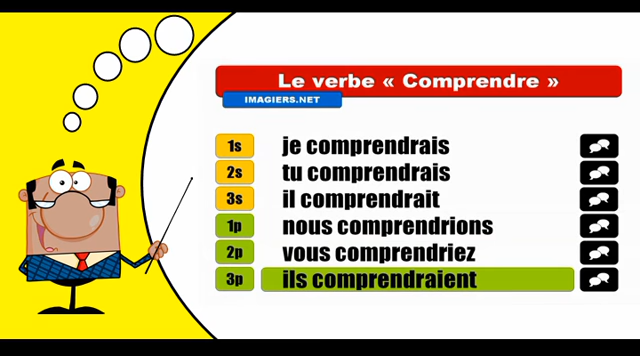 Le verbe « Comprendre »
IMAGIERS.NET
1s je comprendrais
2s tu comprendrais
3s il comprendrait
1p nous comprendrions
2p vous comprendriez
3p ils comprendraient